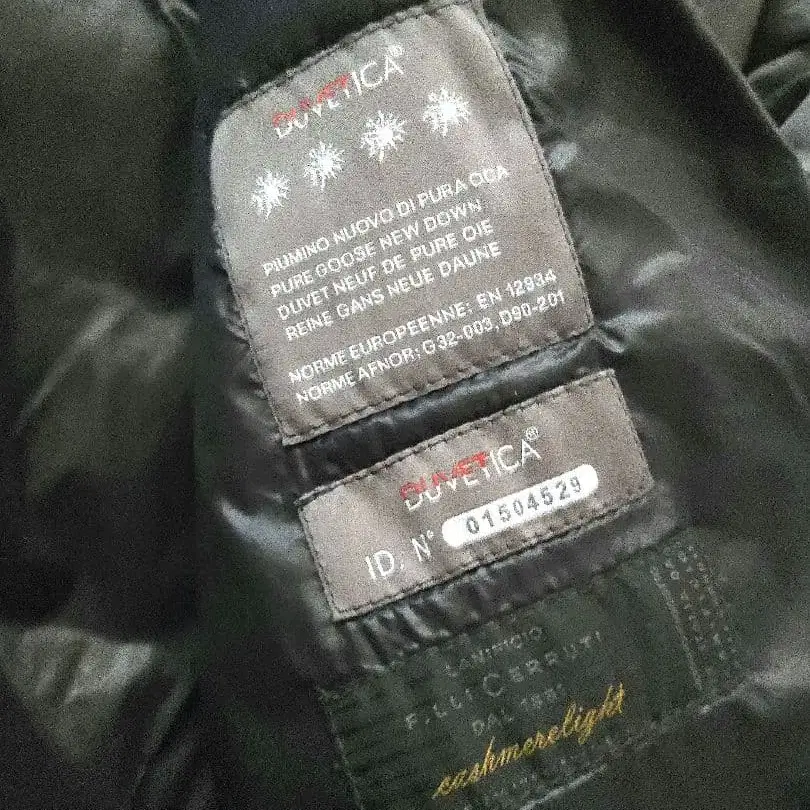 DUVETICA®
PIUMINO NUOVO DI PURA OCA
PURE GOOSE NEW DOWN
DUVET NEUF DE PURE OIE
REINE GANS NEUE DAUNE
NORME EUROPEENNE: EN 12934
NORME AFNOR: G 32-003, D90-201
DUVETICA®
ID. N° 01504529
LANIFICIO
F.LLI CERRUTI
DAL 1881
cashmerelight